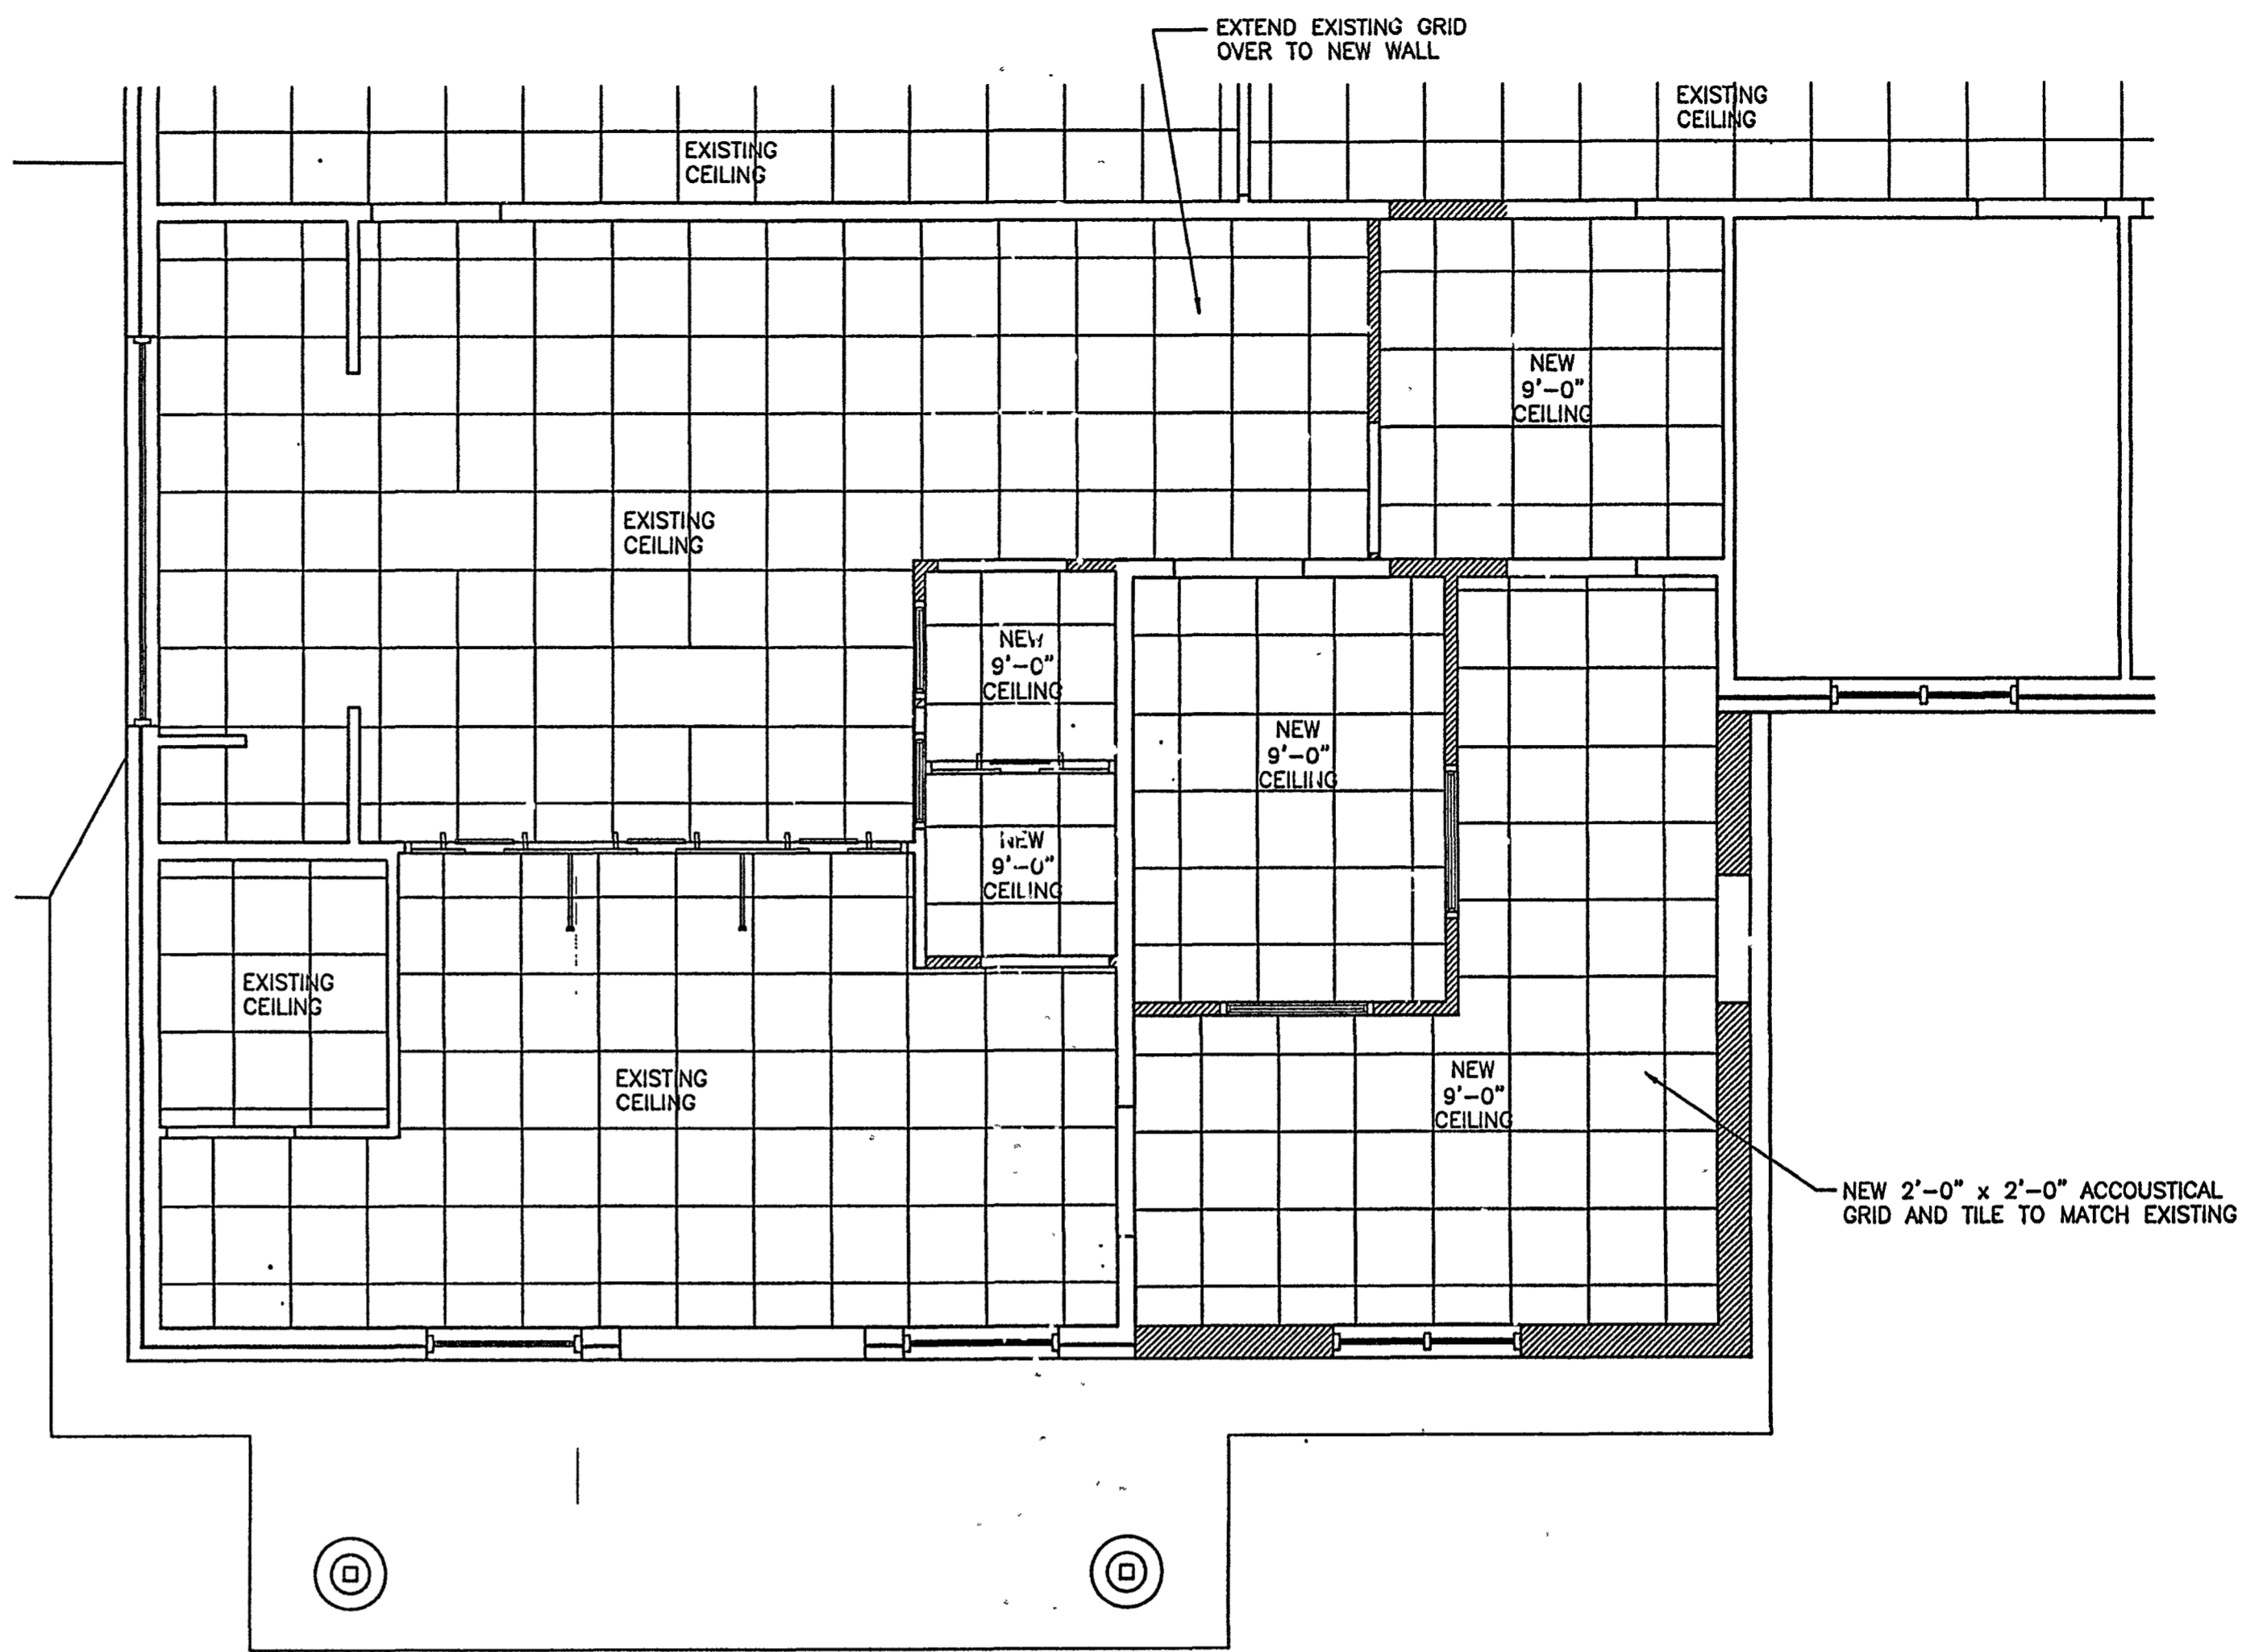 EXTEND EXISTING GRID
OVER TO NEW WALL
EXISTING
CEILING
EXISTING
CEILING
NEW
9'-0"
CEILING
EXISTING
CEILING
NEW
9'-0"
CEILING
NEW
9'-0"
CEILING
NEW
9'-0"
CEILING
EXISTING
CEILING
EXISTING
CEILING
NEW
9'-0"
CEILING
NEW 2'-0" x 2'-0" ACCOUSTICAL
GRID AND TILE TO MATCH EXISTING